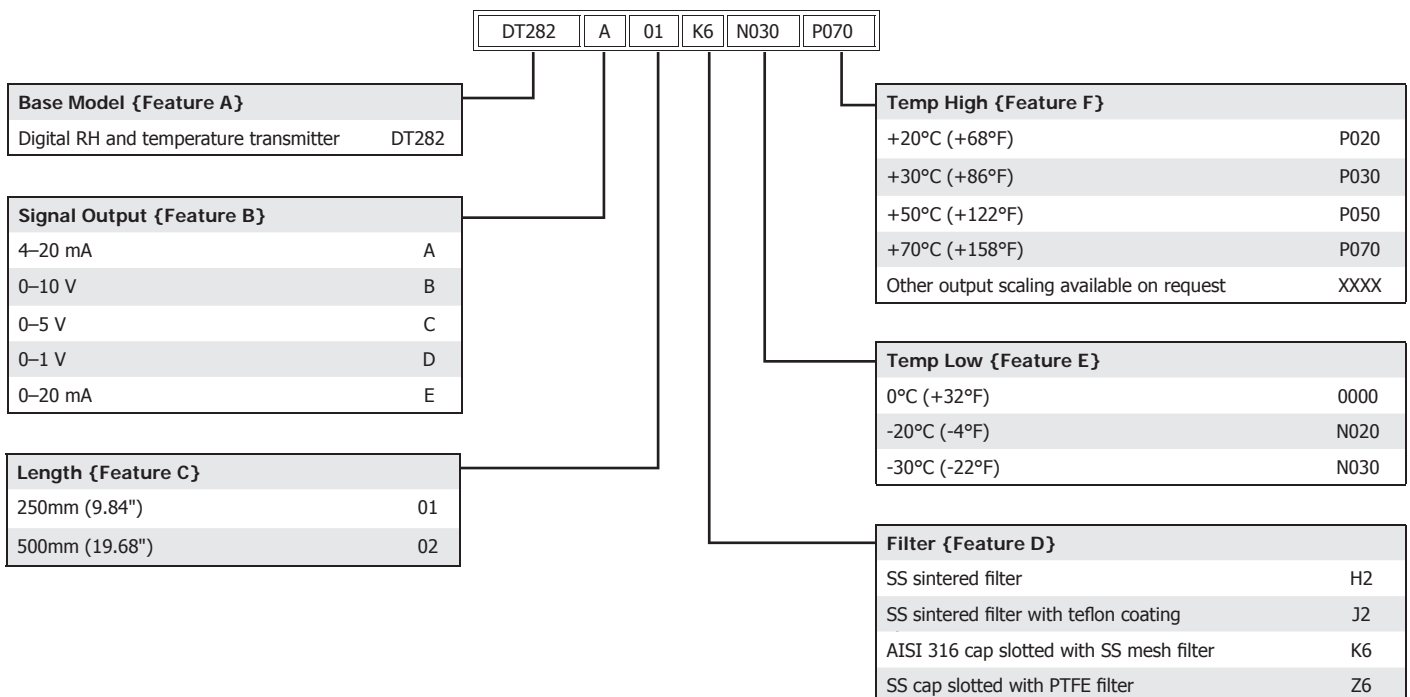 DT282 A 01 K6 N030 P070
Base Model {Feature A}
Digital RH and temperature transmitter DT282
Signal Output {Feature B}
4–20 mA A
0–10 V B
0–5 V C
0–1 V D
0–20 mA E
Length {Feature C}
250mm (9.84") 01
500mm (19.68") 02
Temp High {Feature F}
+20°C (+68°F) P020
+30°C (+86°F) P030
+50°C (+122°F) P050
+70°C (+158°F) P070
Other output scaling available on request XXXX
Temp Low {Feature E}
0°C (+32°F) 0000
-20°C (-4°F) N020
-30°C (-22°F) N030
Filter {Feature D}
SS sintered filter H2
SS sintered filter with teflon coating J2
AISI 316 cap slotted with SS mesh filter K6
SS cap slotted with PTFE filter Z6